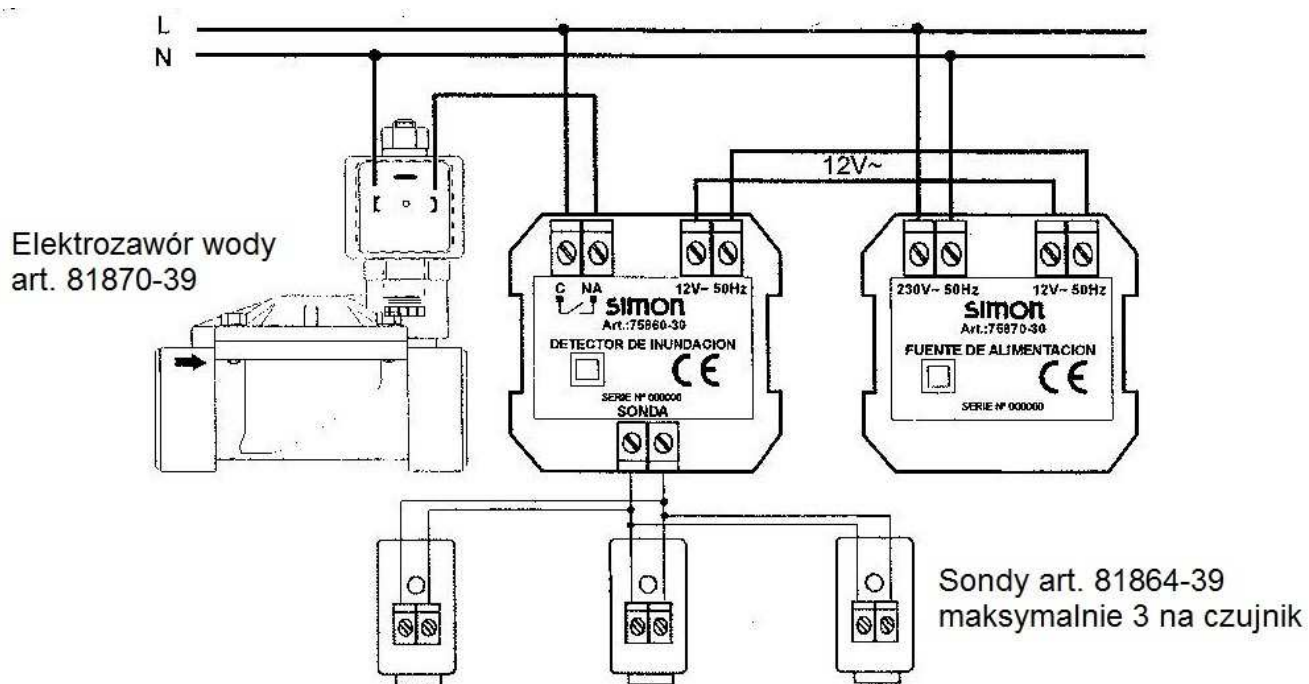 L
N
12V~
Elektrozawór wody
art. 81870-39
C NA 12V~ 50Hz
simon
Art.:75860-39
DETECTOR DE INUNDACION
CE
SERIE Nº 000000
SONDA
230V~ 50Hz 12V~ 50Hz
simon
Art.:75870-39
FUENTE DE ALIMENTACION
CE
SERIE Nº 000000
Sondy art. 81864-39
maksymalnie 3 na czujnik